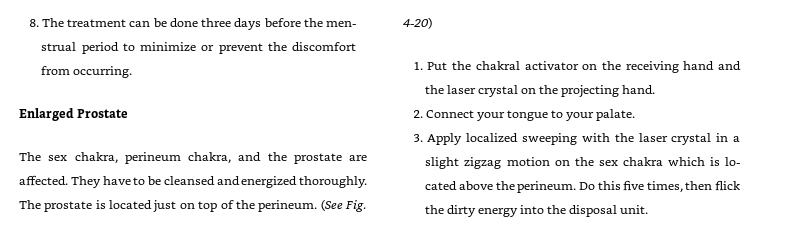 8. The treatment can be done three days before the men-
strual period to minimize or prevent the discomfort
from occurring.
Enlarged Prostate
The sex chakra, perineum chakra, and the prostate are
affected. They have to be cleansed and energized thoroughly.
The prostate is located just on top of the perineum. (See Fig.
4-20)
1. Put the chakral activator on the receiving hand and
the laser crystal on the projecting hand.
2. Connect your tongue to your palate.
3. Apply localized sweeping with the laser crystal in a
slight zigzag motion on the sex chakra which is lo-
cated above the perineum. Do this five times, then flick
the dirty energy into the disposal unit.